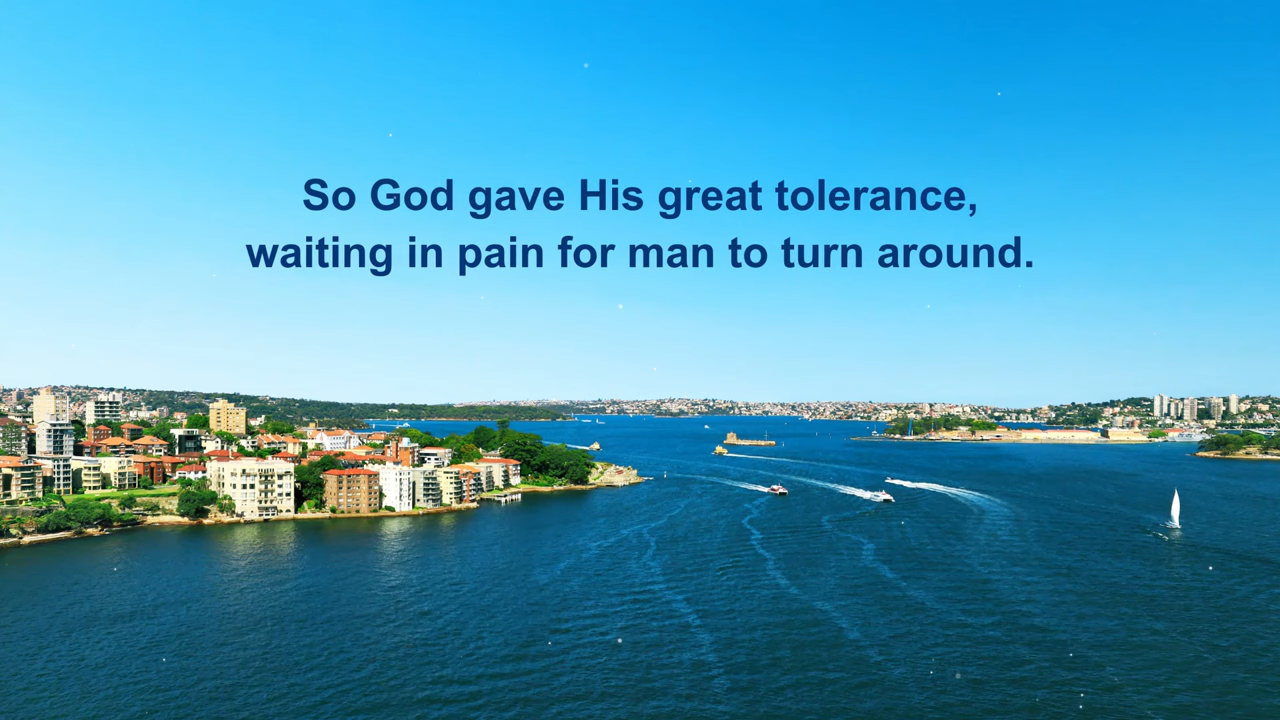 So God gave His great tolerance,
waiting in pain for man to turn around.